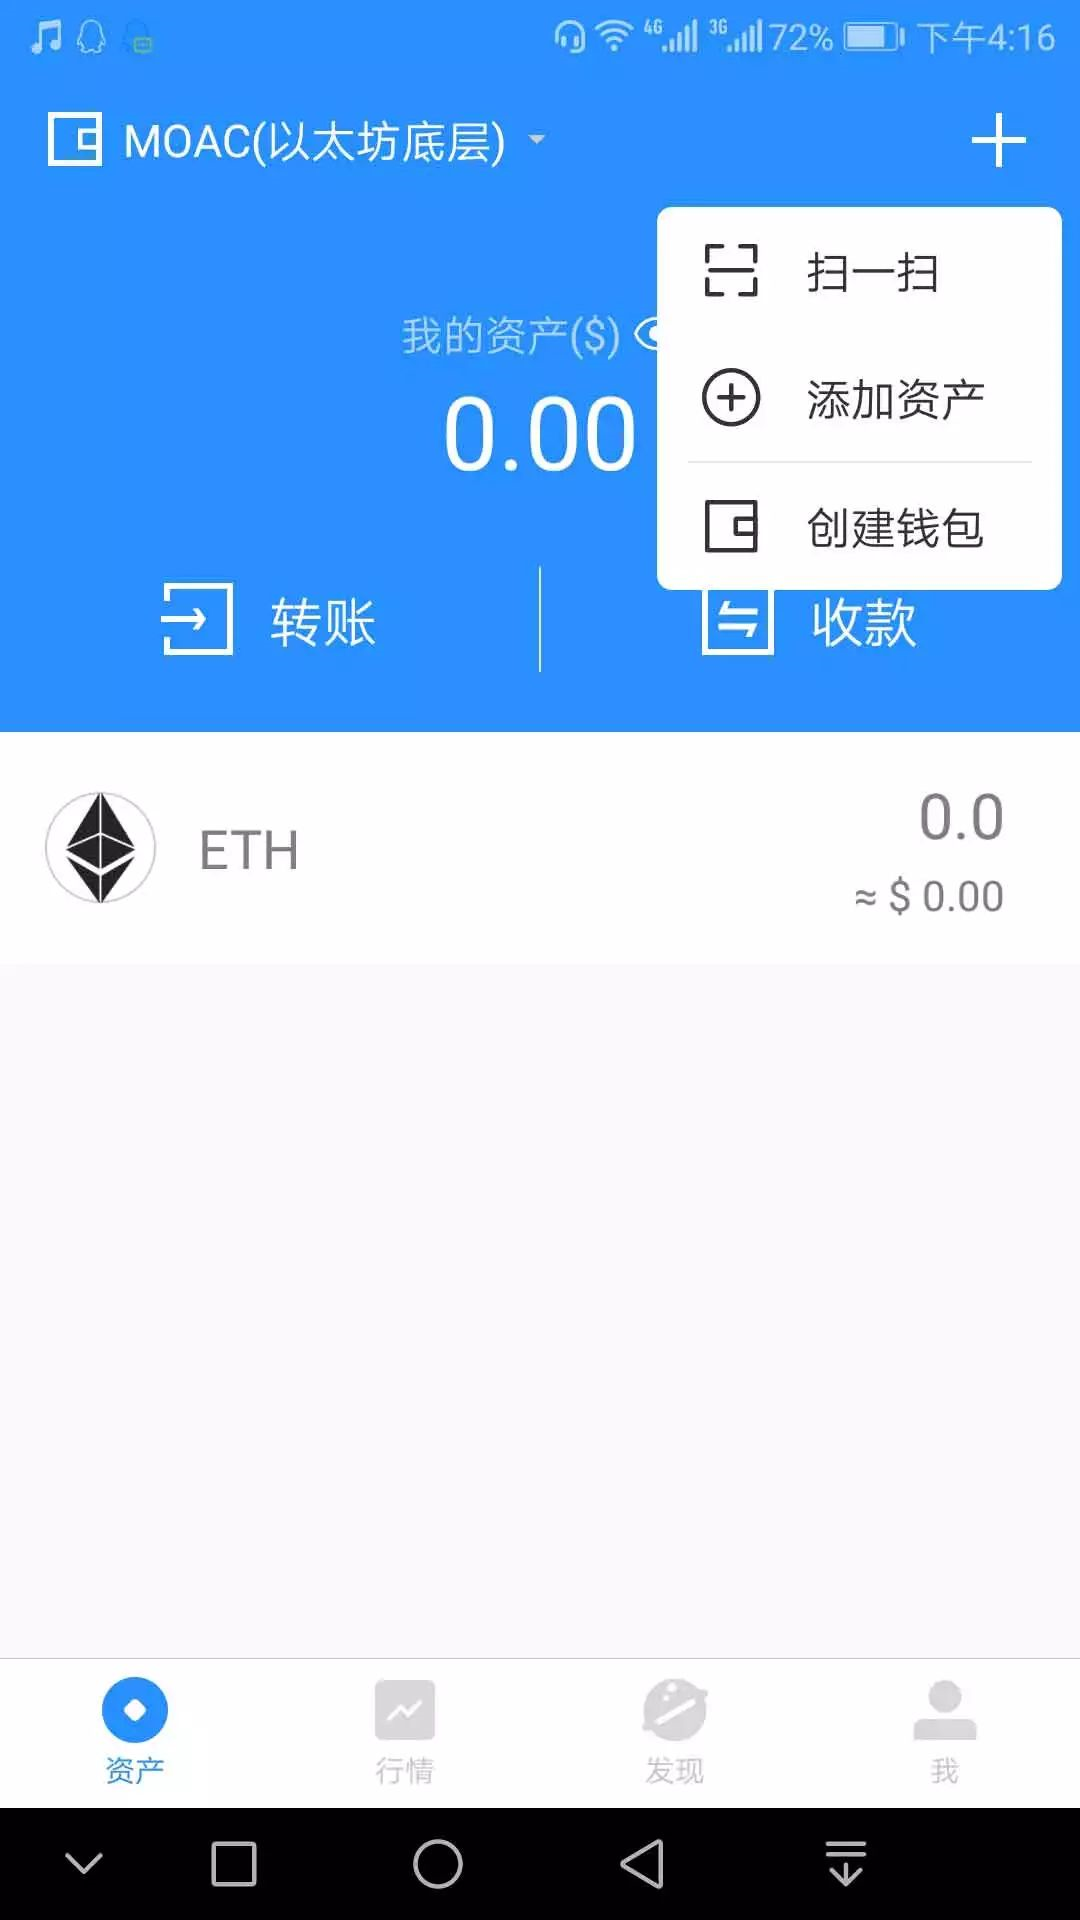 4G 3G 72% 下午4:16
MOAC(以太坊底层)
扫一扫
我的资产($)
添加资产
0.00
创建钱包
转账
收款
ETH
0.0
≈ $ 0.00
资产
行情
发现
我